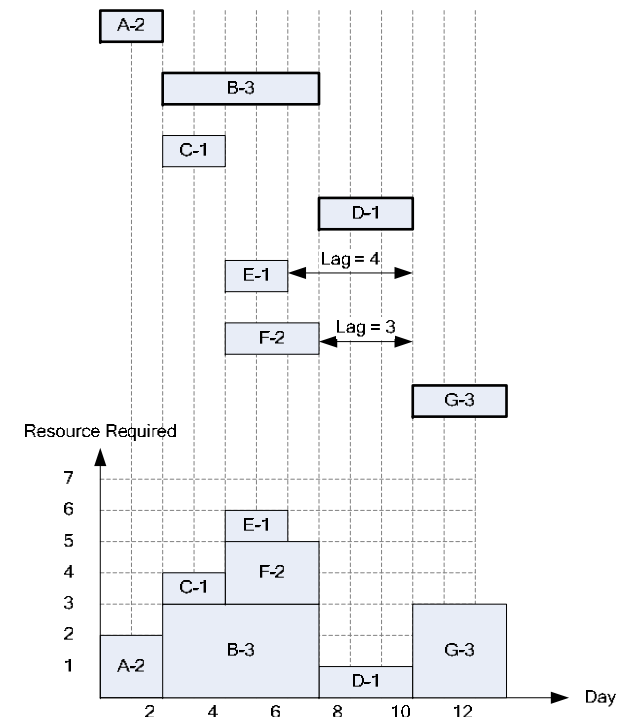 A-2
B-3
C-1
D-1
E-1
Lag = 4
F-2
Lag = 3
G-3
Resource Required
7
6
5
4
3
2
1
E-1
F-2
C-1
B-3
A-2
D-1
G-3
2 4 6 8 10 12
Day